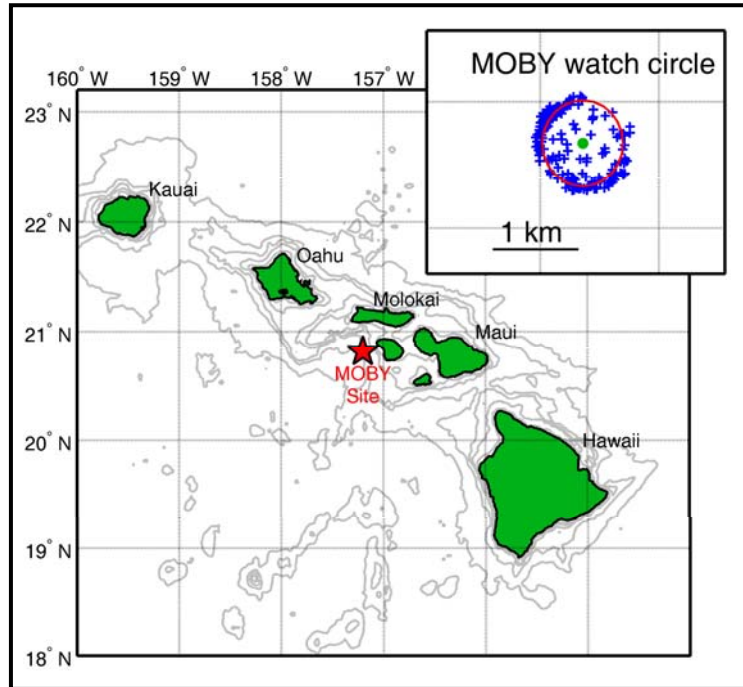 160° W 159° W 158° W 157° W
MOBY watch circle
1 km
23° N
22° N
21° N
20° N
19° N
18° N
Kauai
Oahu
Molokai
Maui
MOBY
Site
Hawaii